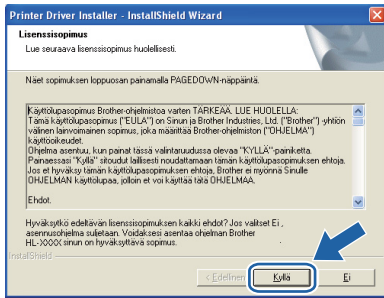 Printer Driver Installer - InstallShield Wizard
Lisenssisopimus
Lue seuraava lisenssisopimus huolellisesti.
Näet sopimuksen loppuosan painamalla PAGEDOWN-näppäintä.
Käyttölupasopimus Brother-ohjelmistoa varten TÄRKEÄÄ. LUE HUOLELLA:
Tämä käyttölupasopimus ("EULA") on Sinun ja Brother Industries, Ltd. ("Brother") -yhtiön
välinen lainvoimainen sopimus, joka määrittää Brother-ohjelmiston ("OHJELMA")
käyttöoikeudet.
Ohjelma asentuu, kun painat tässä valintaruudussa olevaa "KYLLÄ"-painiketta.
Painaessasi "Kyllä" sitoudut laillisesti noudattamaan tämän käyttölupasopimuksen ehtoja.
Jos et hyväksy tämän käyttölupasopimuksen ehtoja, Brother ei myönnä Sinulle
OHJELMAN käyttölupaa, jolloin et voi käyttää tätä OHJELMAA.
Ehdot.
Hyväksytkö edeltävän lisenssisopimuksen kaikki ehdot? Jos valitset Ei ,
asennusohjelma suljetaan. Voidaksesi asentaa ohjelman Brother
HL-XXXX sinun on hyväksyttävä sopimus.
InstallShield
< Edellinen Kyllä Ei